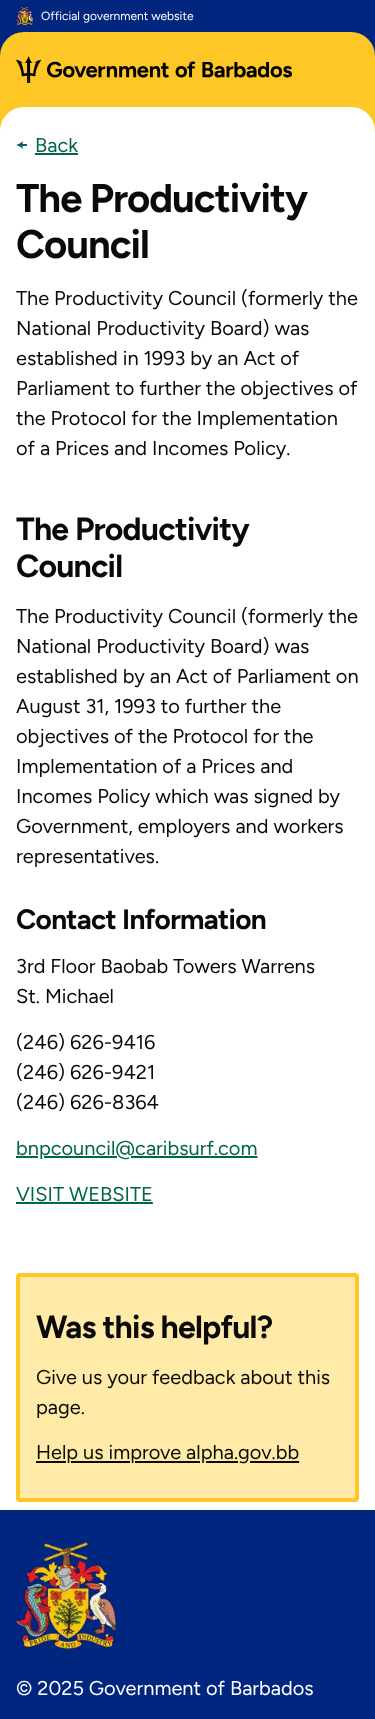 Official government website
Government of Barbados
Back
The Productivity
Council
The Productivity Council (formerly the
National Productivity Board) was
established in 1993 by an Act of
Parliament to further the objectives of
the Protocol for the Implementation
of a Prices and Incomes Policy.
The Productivity
Council
The Productivity Council (formerly the
National Productivity Board) was
established by an Act of Parliament on
August 31, 1993 to further the
objectives of the Protocol for the
Implementation of a Prices and
Incomes Policy which was signed by
Government, employers and workers
representatives.
Contact Information
3rd Floor Baobab Towers Warrens
St. Michael
(246) 626-9416
(246) 626-9421
(246) 626-8364
bnpcouncil@caribsurf.com
VISIT WEBSITE
Was this helpful?
Give us your feedback about this
page.
Help us improve alpha.gov.bb
PRIDE AND INDUSTRY
© 2025 Government of Barbados